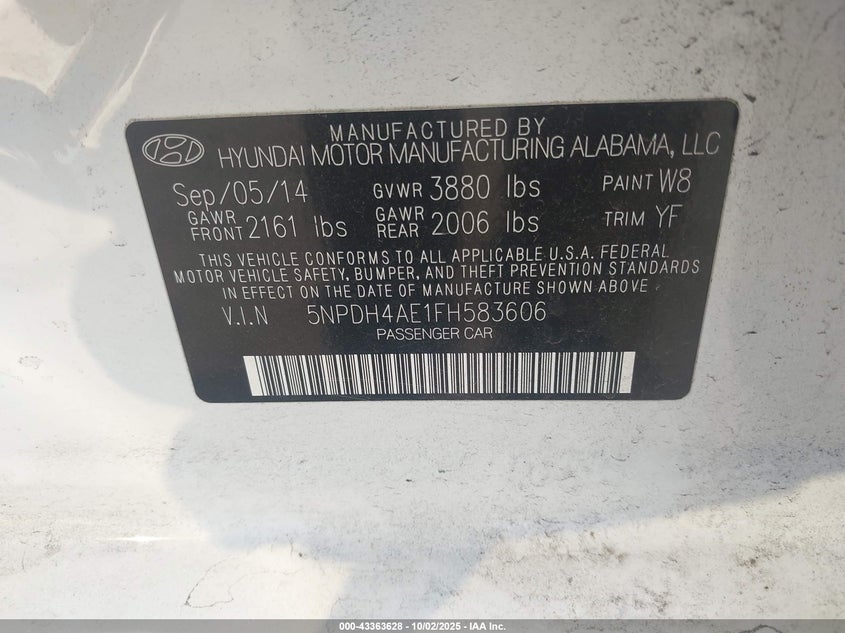 MANUFACTURED BY
HYUNDAI MOTOR MANUFACTURING ALABAMA, LLC
Sep/05/14 GVWR 3880 lbs PAINT W8
GAWR FRONT 2161 lbs GAWR REAR 2006 lbs TRIM YF
THIS VEHICLE CONFORMS TO ALL APPLICABLE U.S.A. FEDERAL
MOTOR VEHICLE SAFETY, BUMPER, AND THEFT PREVENTION STANDARDS
IN EFFECT ON THE DATE OF MANUFACTURE SHOWN ABOVE
V.I.N 5NPDH4AE1FH583606
PASSENGER CAR
000-43363628 - 10/02/2025 - IAA Inc.